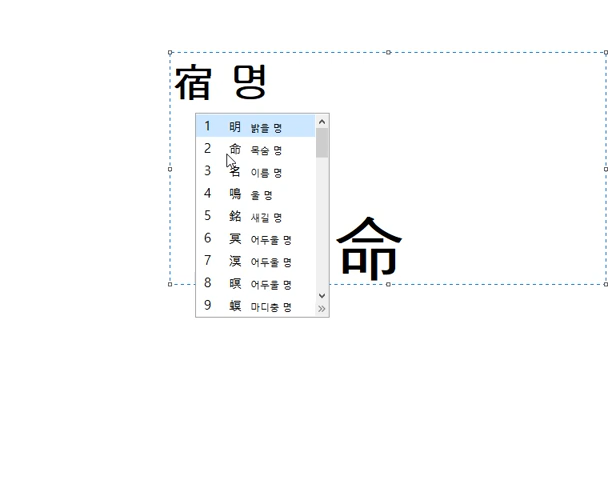 宿 명
1 明 밝을 명
2 命 목숨 명
3 名 이름 명
4 鳴 울 명
5 銘 새길 명
6 冥 어두울 명
7 溟 어두울 명
8 暝 어두울 명
9 螟 마디충 명
命